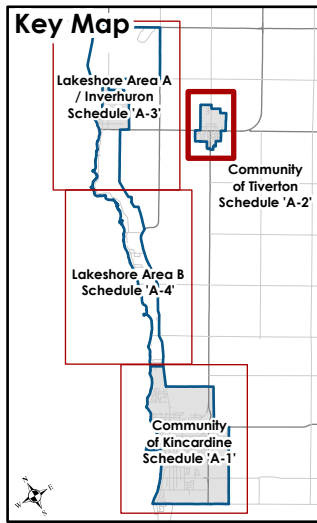 Key Map
Lakeshore Area A
/ Inverhuron
Schedule 'A-3'
Community
of Tiverton
Schedule 'A-2'
Lakeshore Area B
Schedule 'A-4'
Community
of Kincardine
Schedule 'A-1'
N
E
W
S